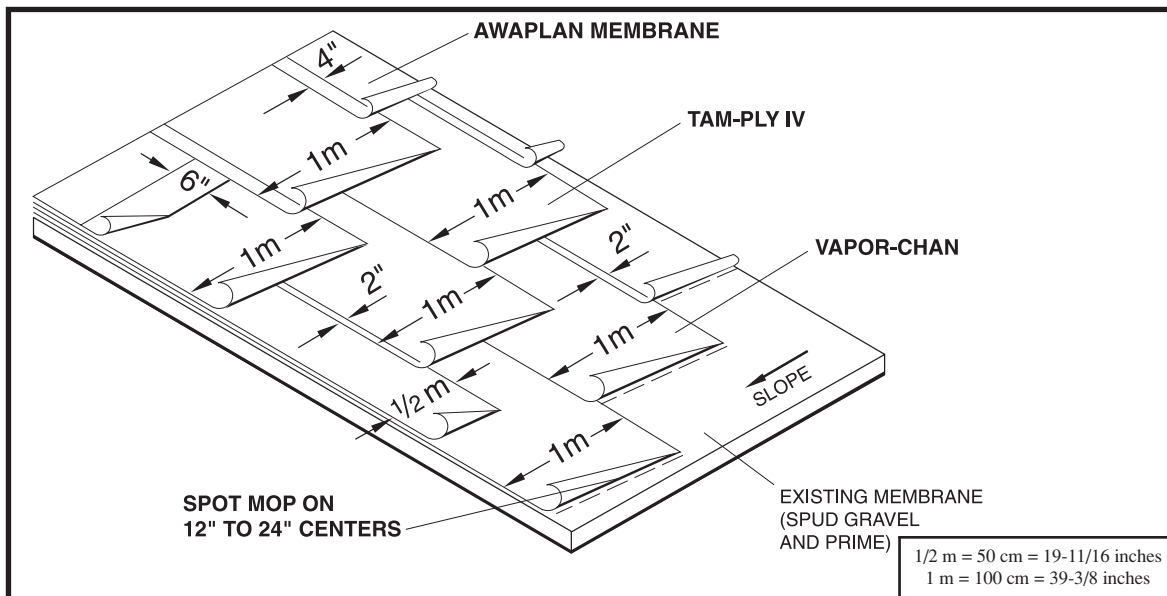 AWAPLAN MEMBRANE
4"
TAM-PLY IV
1m
6"
1m
2"
VAPOR-CHAN
1m
2"
1m
1m
1/2 m
SLOPE
1m
SPOT MOP ON
12" TO 24" CENTERS
EXISTING MEMBRANE
(SPUD GRAVEL
AND PRIME)
1/2 m = 50 cm = 19-11/16 inches
1 m = 100 cm = 39-3/8 inches